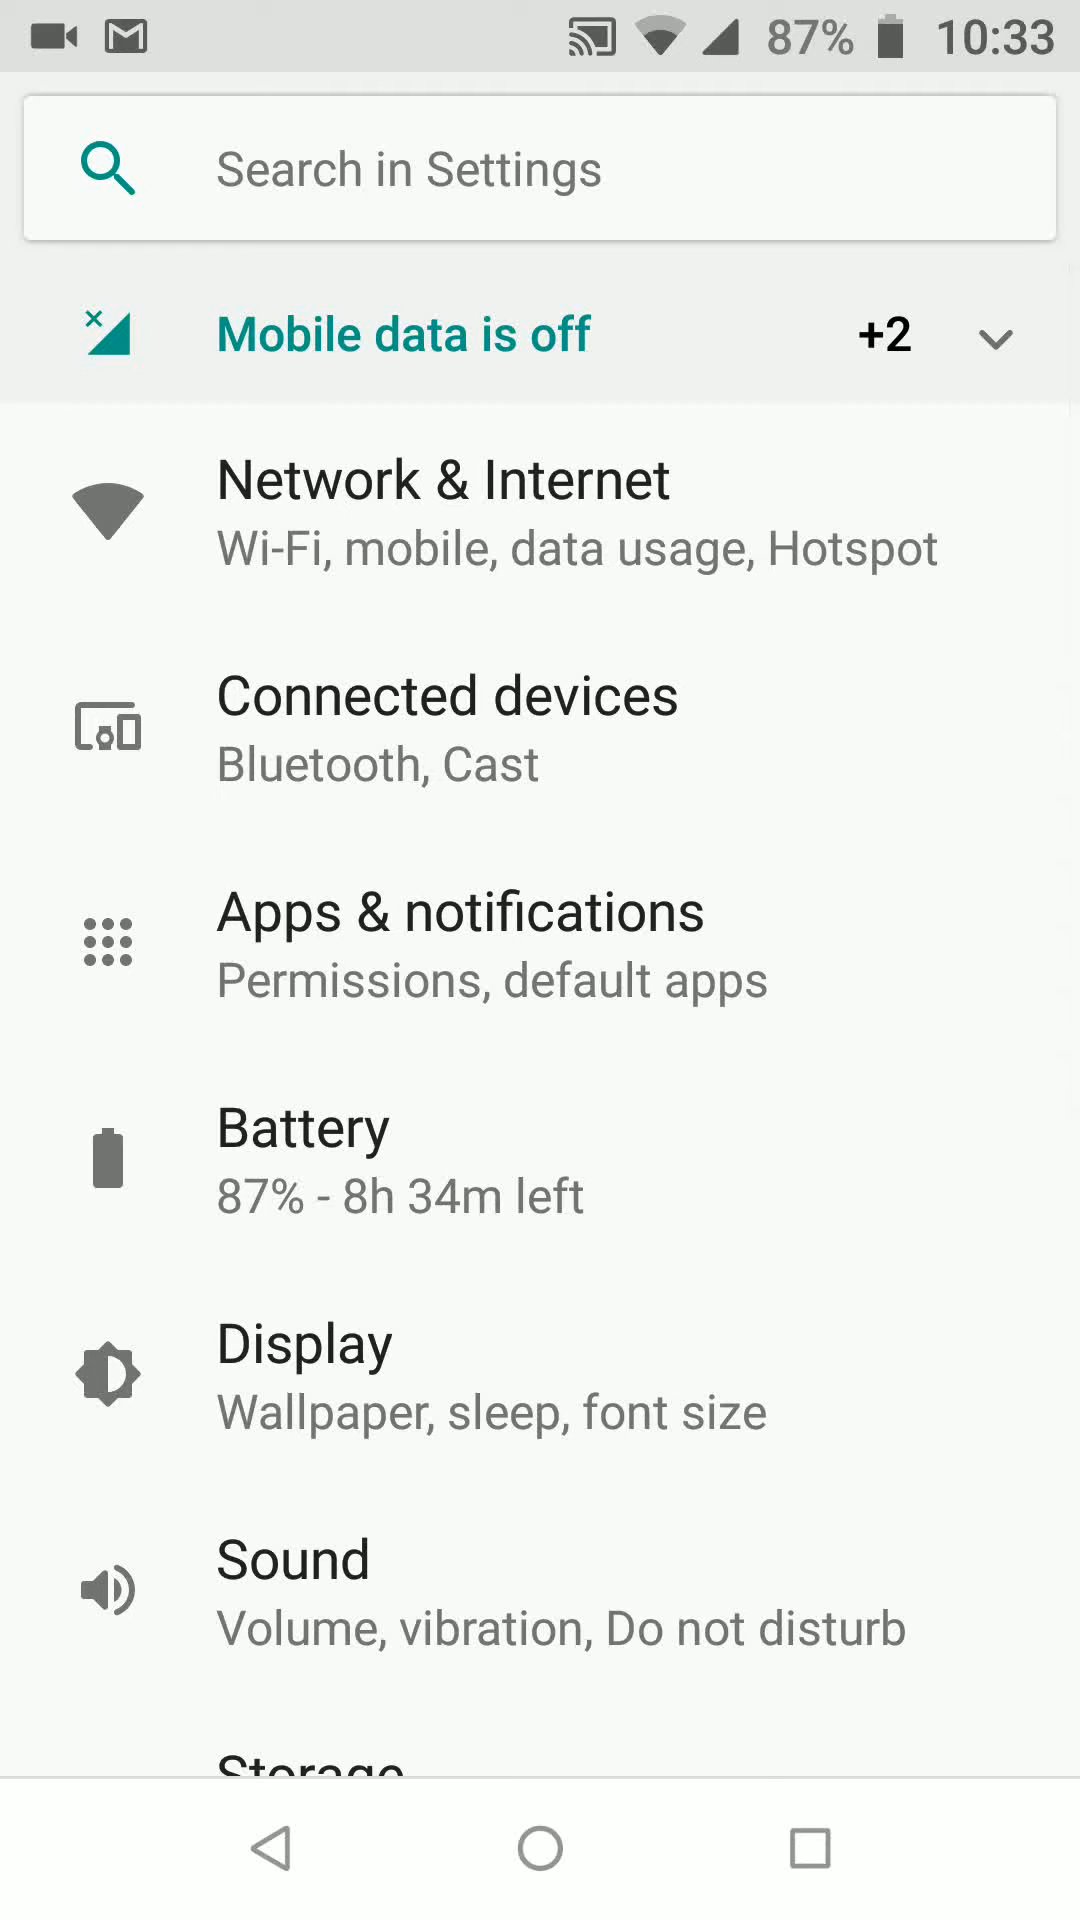 87% 10:33
Search in Settings
Mobile data is off +2
Network & Internet
Wi-Fi, mobile, data usage, Hotspot
Connected devices
Bluetooth, Cast
Apps & notifications
Permissions, default apps
Battery
87% - 8h 34m left
Display
Wallpaper, sleep, font size
Sound
Volume, vibration, Do not disturb
Storage